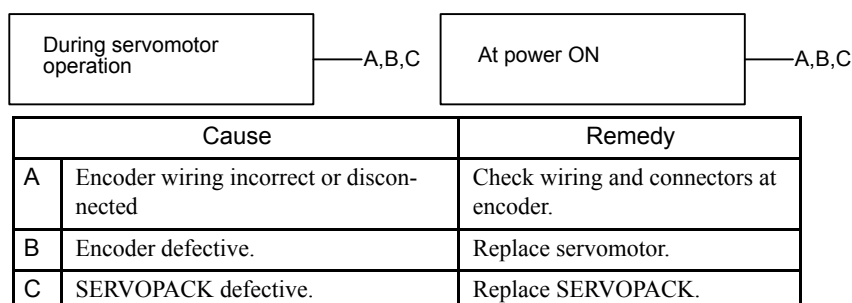 During servomotor
operation
A,B,C
At power ON
A,B,C
Cause Remedy
A Encoder wiring incorrect or discon- Check wiring and connectors at
nected encoder.
B Encoder defective. Replace servomotor.
C SERVOPACK defective. Replace SERVOPACK.